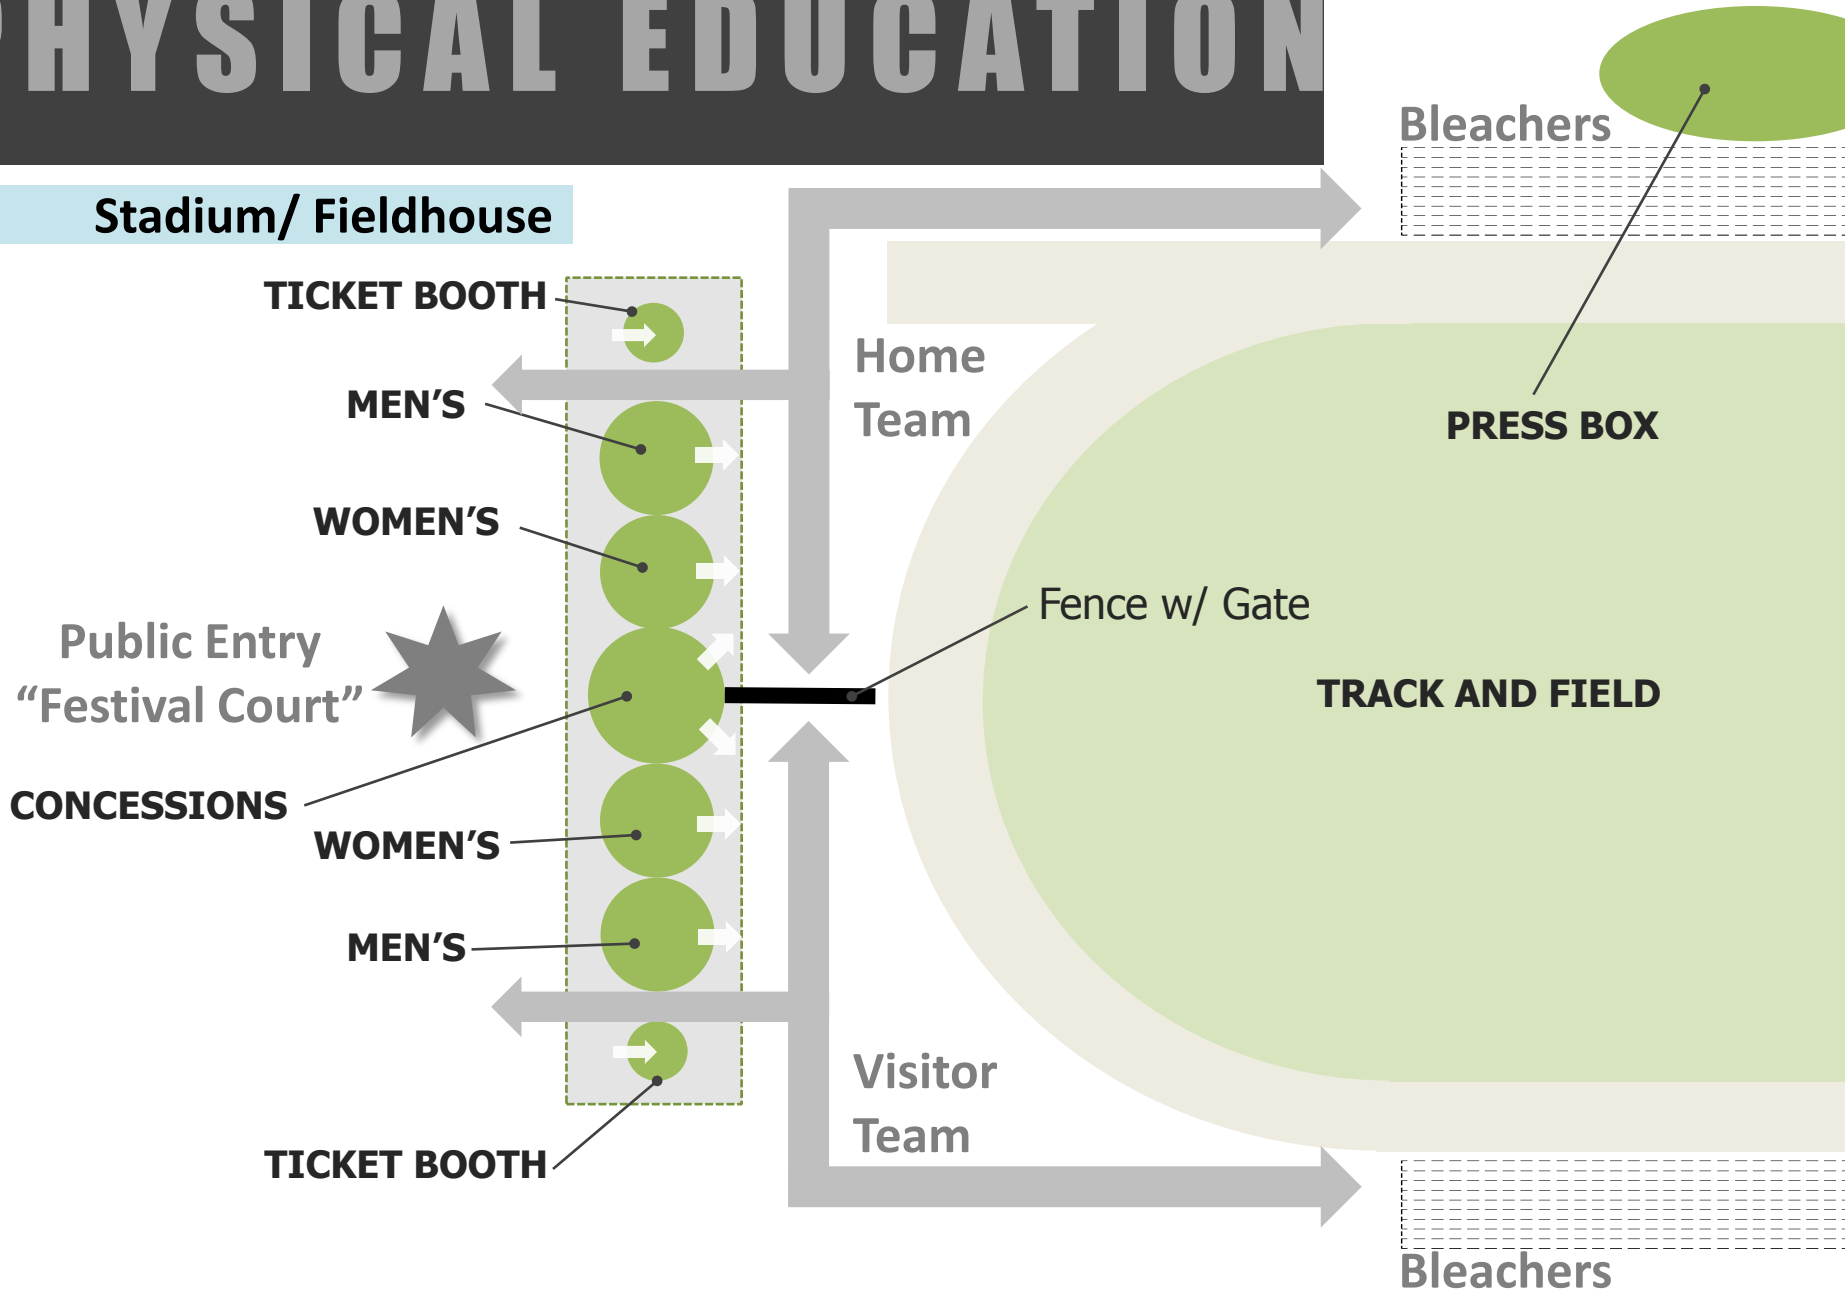 PHYSICAL EDUCATION
Bleachers
Stadium/ Fieldhouse
TICKET BOOTH
Home
Team
MEN’S
PRESS BOX
WOMEN’S
Fence w/ Gate
Public Entry
“Festival Court”
TRACK AND FIELD
CONCESSIONS
WOMEN’S
MEN’S
Visitor
Team
TICKET BOOTH
Bleachers